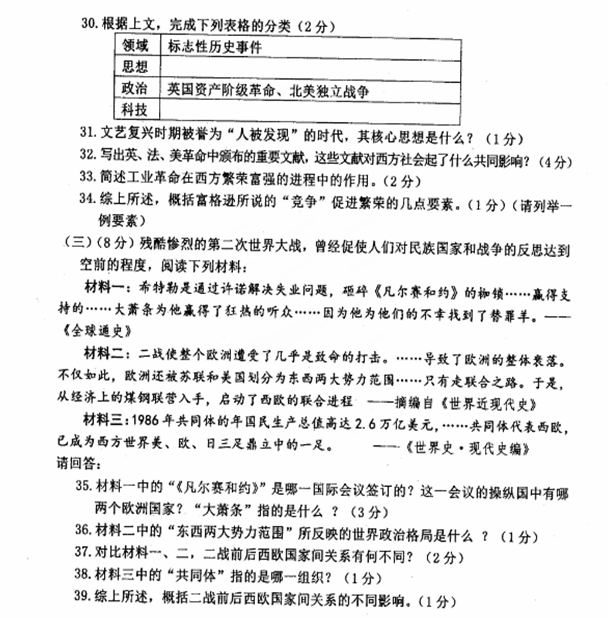 30. 根据上文，完成下列表格的分类（2分）
领域 标志性历史事件
思想
政治 英国资产阶级革命、北美独立战争
科技
31. 文艺复兴时期被誉为“人被发现”的时代，其核心思想是什么？（1分）
32. 写出英、法、美革命中颁布的重要文献，这些文献对西方社会起了什么共同影响？（4分）
33. 简述工业革命在西方繁荣富强的进程中的作用。（2分）
34. 综上所述，概括富格逊所说的“竞争”促进繁荣的几点要素。（1分）（请列举一
例要素）
（三）（8分）残酷惨烈的第二次世界大战，曾经促使人们对民族国家和战争的反思达到
空前的程度，阅读下列材料：
材料一：希特勒是通过许诺解决失业问题，砸碎《凡尔赛和约》的枷锁……赢得支
持的……大萧条为他赢得了狂热的听众……因为他为他们的不幸找到了替罪羊。——
《全球通史》
材料二：二战使整个欧洲遭受了几乎是致命的打击。……导致了欧洲的整体衰落。
不仅如此，欧洲还被苏联和美国划分为东西两大势力范围……只有走联合之路。于是，
从经济上的煤钢联营入手，启动了西欧的联合进程 ——摘编自《世界近现代史》
材料三：1986年共同体的年国民生产总值高达2.6万亿美元，……共同体代表西欧，
已成为西方世界美、欧、日三足鼎立中的一足。 ——《世界史·现代史编》
请回答：
35. 材料一中的“《凡尔赛和约》”是哪一国际会议签订的？这一会议的操纵国中有哪
两个欧洲国家？“大萧条”指的是什么 ？（3分）
36. 材料二中的“东西两大势力范围”所反映的世界政治格局是什么 ？（1分）
37. 对比材料一、二，二战前后西欧国家间关系有何不同？（2分）
38. 材料三中的“共同体”指的是哪一组织？（1分）
39. 综上所述，概括二战前后西欧国家间关系的不同影响。（1分）